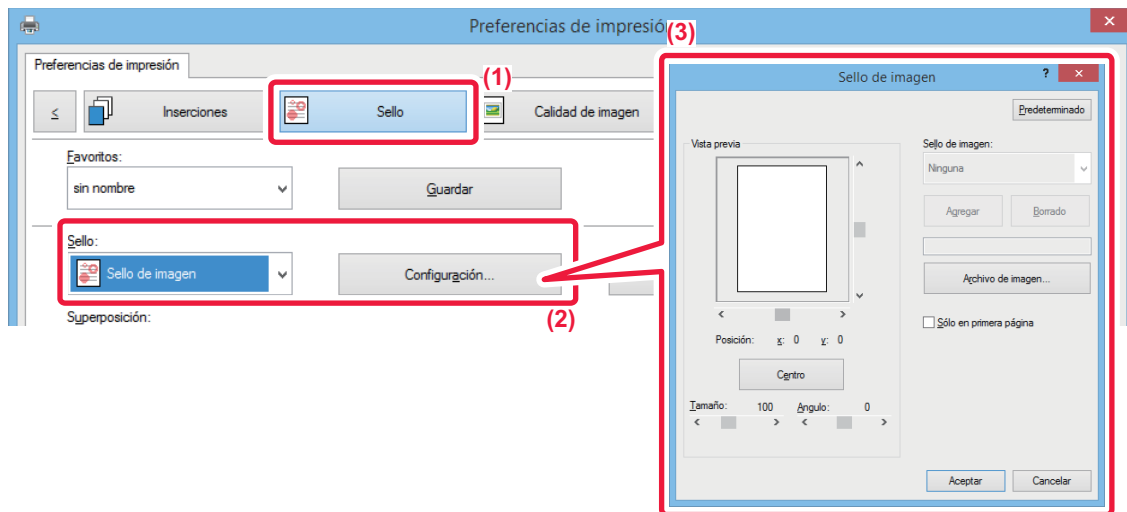 Preferencias de impresió
(3)
Preferencias de impresión
(1)
<
Inserciones
Sello
Calidad de imagen
Favoritos:
sin nombre
Guardar
Sello:
Sello de imagen
Configuración...
(2)
Superposición:
Sello de imagen
?
Predeterminado
Vista previa
Posición: x: 0 y: 0
Centro
Tamaño: 100 Angulo: 0
Sello de imagen:
Ninguna
Agregar
Borrado
Archivo de imagen...
Sólo en primera página
Aceptar
Cancelar